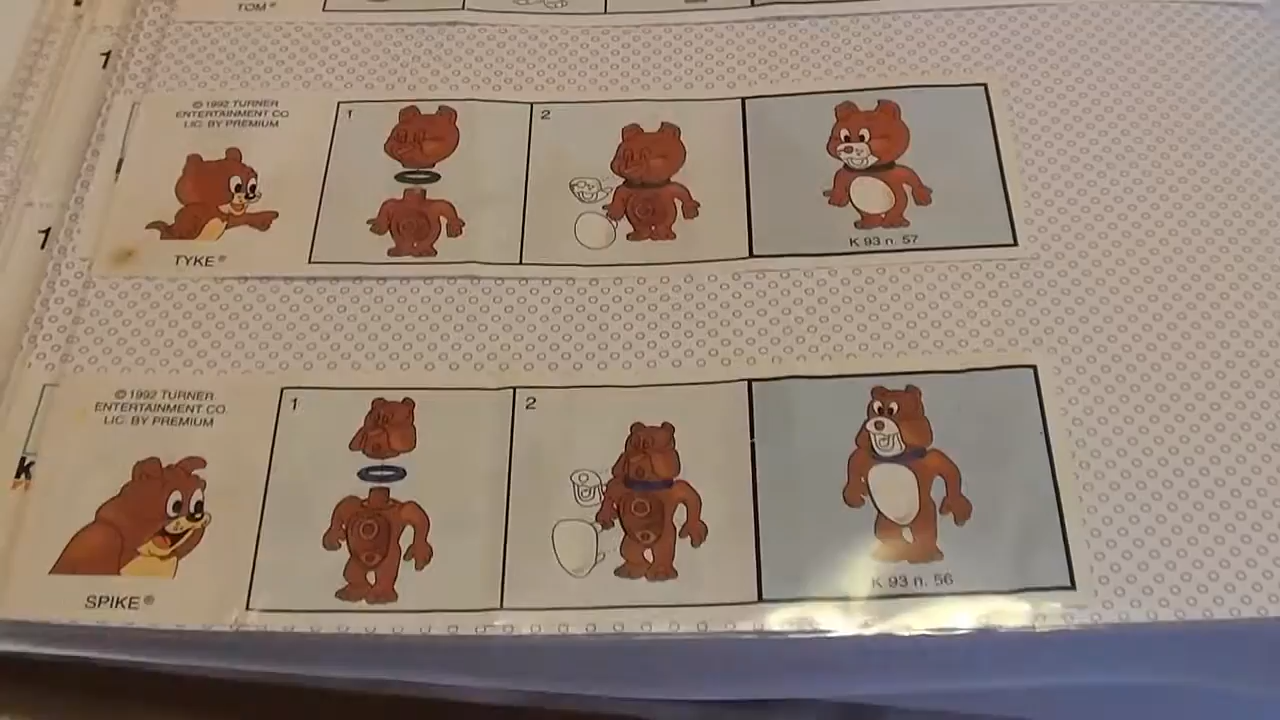 TOM®
1
© 1992 TURNER
ENTERTAINMENT CO
LIC. BY PREMIUM
TYKE®
1
2
K 93 n. 57
1
© 1992 TURNER
ENTERTAINMENT CO.
LIC. BY PREMIUM
SPIKE®
1
2
K 93 n. 56
k